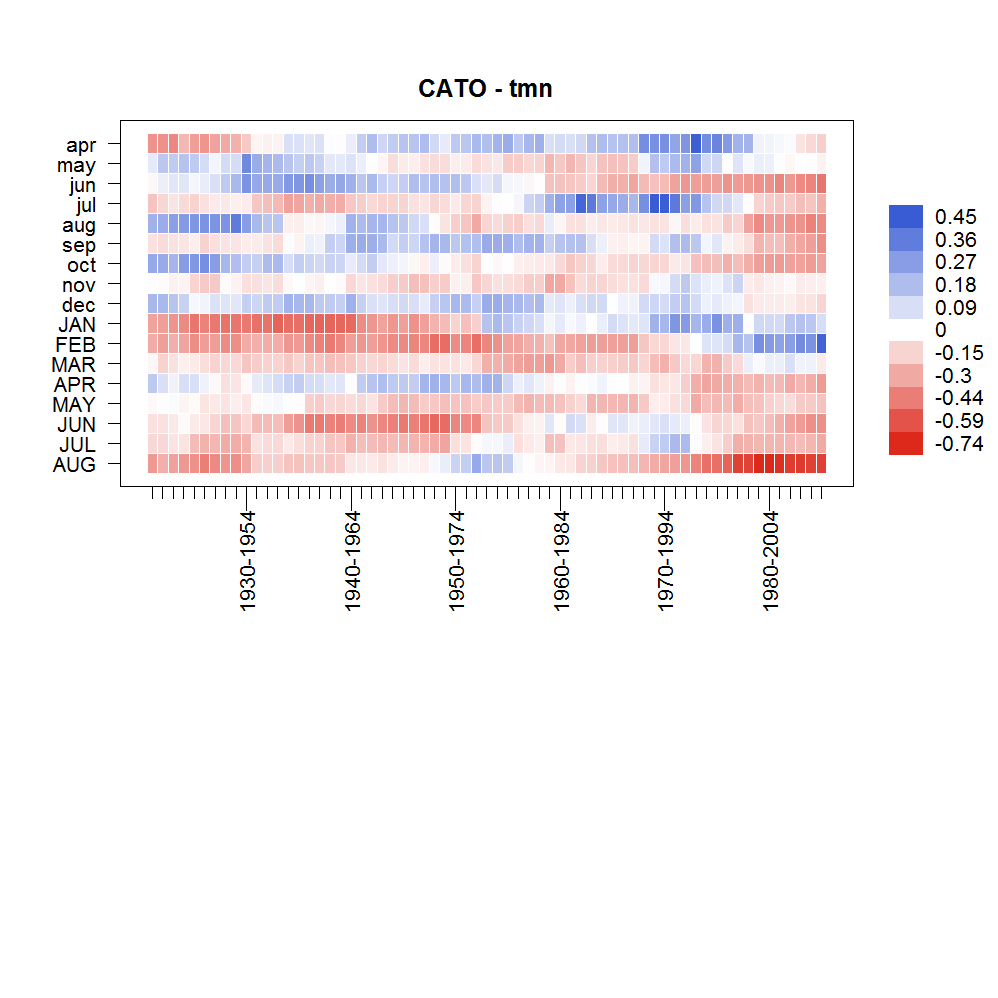 CATO - tmn
apr
may
jun
jul
aug
sep
oct
nov
dec
JAN
FEB
MAR
APR
MAY
JUN
JUL
AUG
0.45
0.36
0.27
0.18
0.09
0
-0.15
-0.3
-0.44
-0.59
-0.74
1930-1954
1940-1964
1950-1974
1960-1984
1970-1994
1980-2004